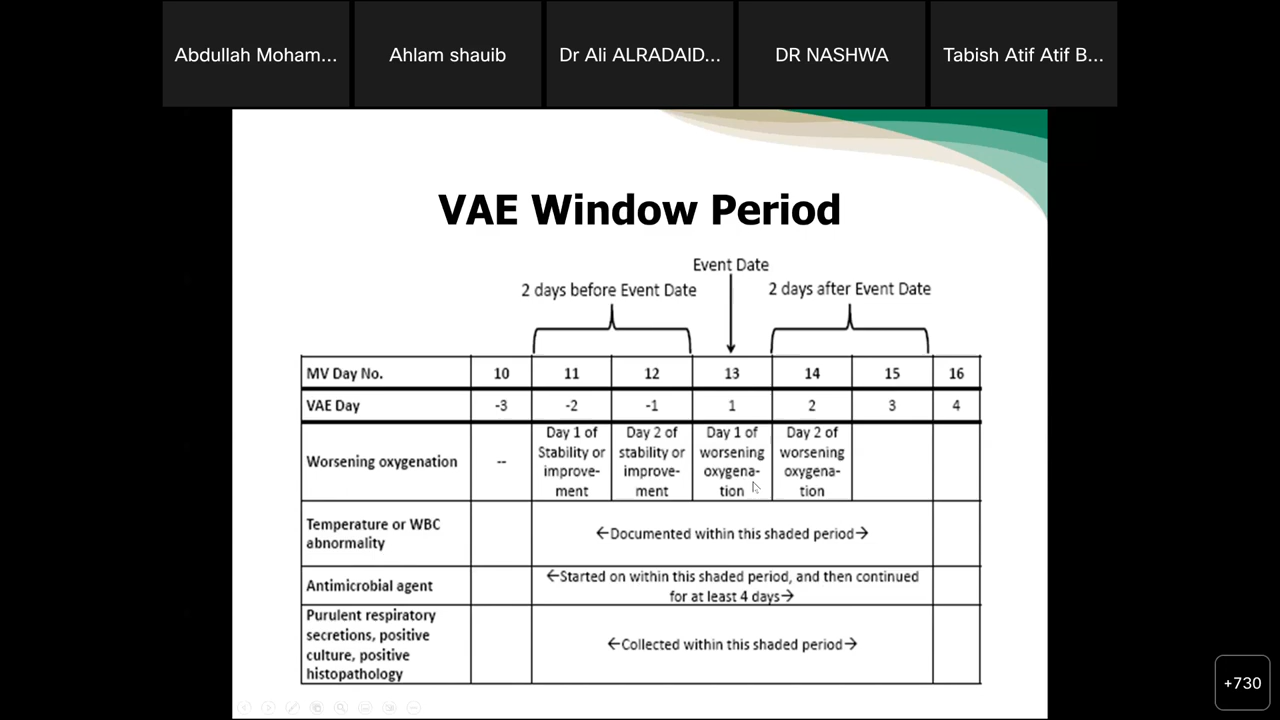 Abdullah Moham...
Ahlam shauib
Dr Ali ALRADAID...
DR NASHWA
Tabish Atif Atif B...
VAE Window Period
Event Date
2 days before Event Date
2 days after Event Date
MV Day No. 10 11 12 13 14 15 16
VAE Day -3 -2 -1 1 2 3 4
Worsening oxygenation
--
Day 1 of
Stability or
improve-
ment
Day 2 of
stability or
improve-
ment
Day 1 of
worsening
oxygena-
tion
Day 2 of
worsening
oxygena-
tion
Temperature or WBC
abnormality
←Documented within this shaded period→
Antimicrobial agent
←Started on within this shaded period, and then continued
for at least 4 days→
Purulent respiratory
secretions, positive
culture, positive
histopathology
←Collected within this shaded period→
+730